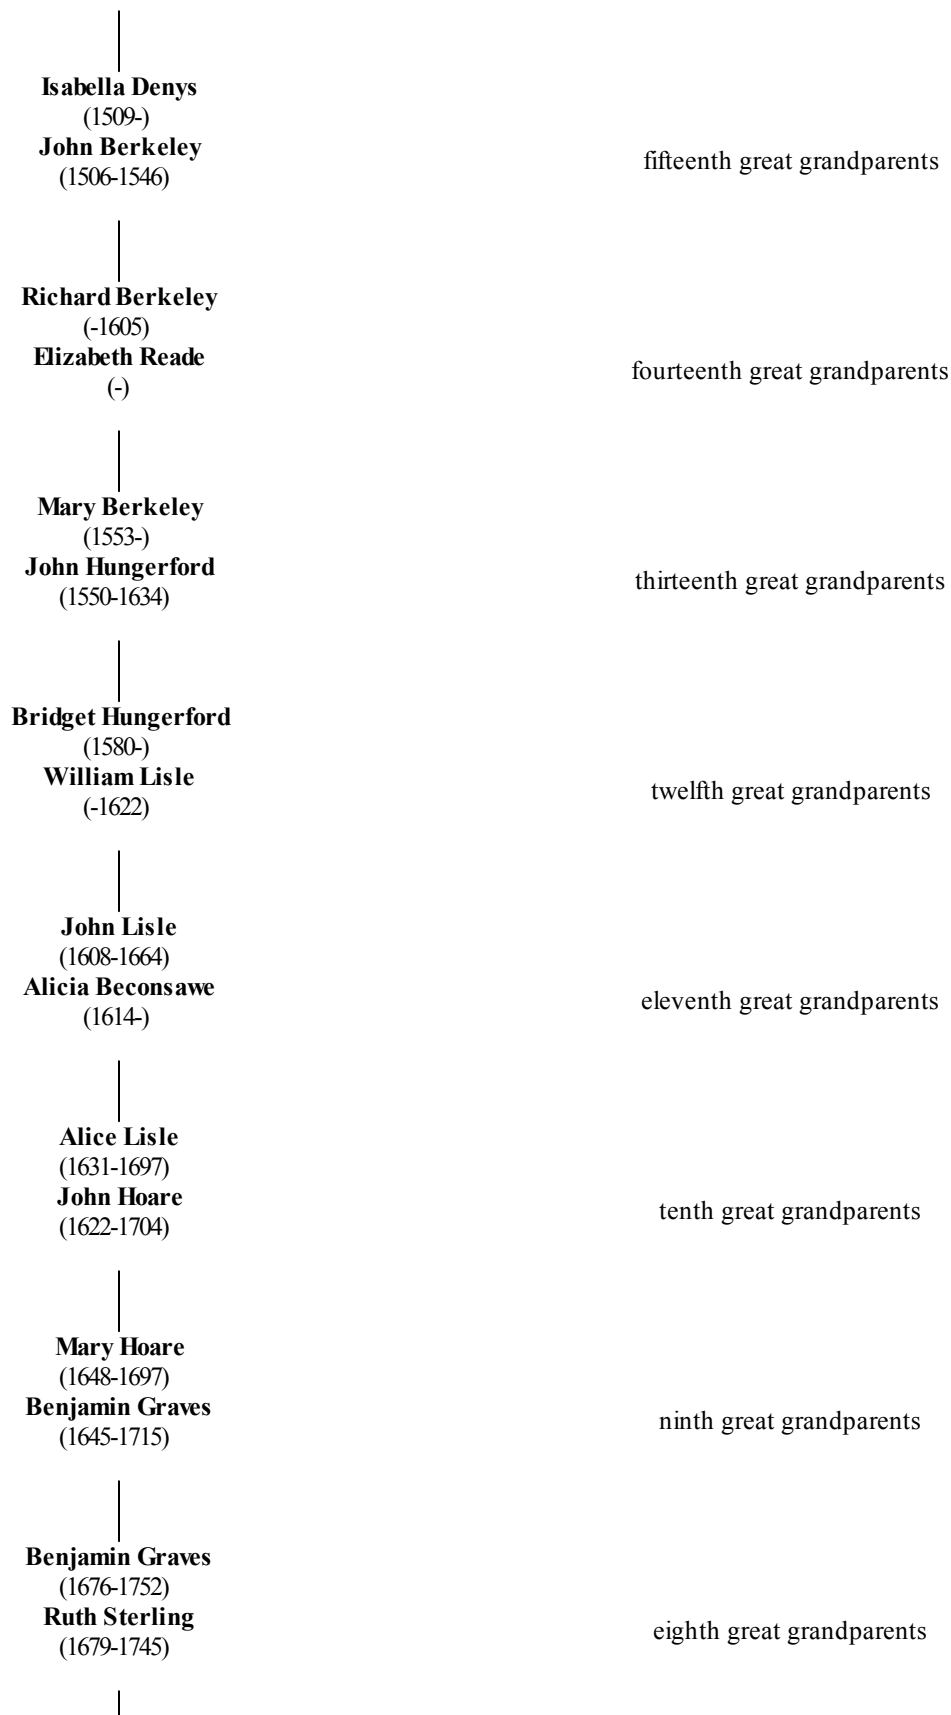 Isabella Denys
(1509-)
John Berkeley
(1506-1546)
fifteenth great grandparents
Richard Berkeley
(-1605)
Elizabeth Reade
(-)
fourteenth great grandparents
Mary Berkeley
(1553-)
John Hungerford
(1550-1634)
thirteenth great grandparents
Bridget Hungerford
(1580-)
William Lisle
(-1622)
twelfth great grandparents
John Lisle
(1608-1664)
Alicia Beconsawe
(1614-)
eleventh great grandparents
Alice Lisle
(1631-1697)
John Hoare
(1622-1704)
tenth great grandparents
Mary Hoare
(1648-1697)
Benjamin Graves
(1645-1715)
ninth great grandparents
Benjamin Graves
(1676-1752)
Ruth Sterling
(1679-1745)
eighth great grandparents